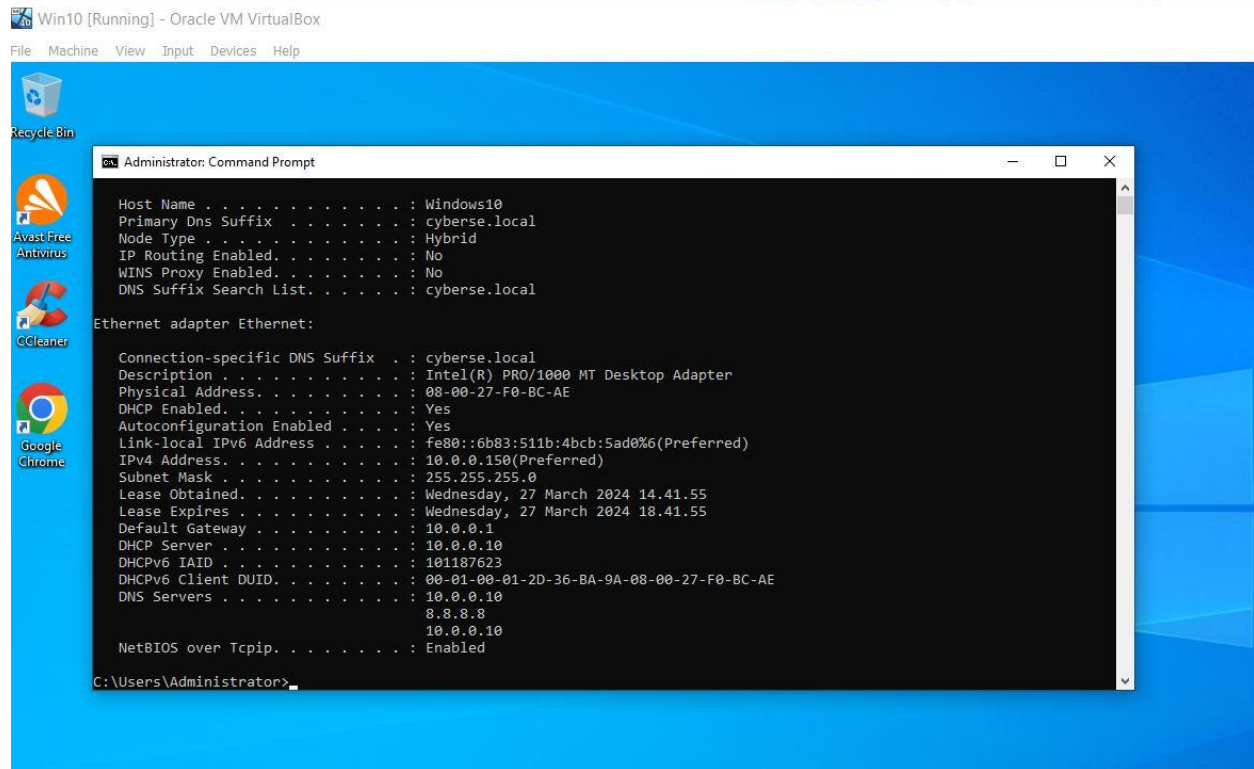 Win10 [Running] - Oracle VM VirtualBox
File Machine View Input Devices Help
Recycle Bin
Avast Free
Antivirus
CCleaner
Google
Chrome
Administrator: Command Prompt
Host Name . . . . . . . . . . . . : Windows10
Primary Dns Suffix  . . . . . . . : cyberse.local
Node Type . . . . . . . . . . . . : Hybrid
IP Routing Enabled. . . . . . . . : No
WINS Proxy Enabled. . . . . . . . : No
DNS Suffix Search List. . . . . . : cyberse.local
Ethernet adapter Ethernet:
Connection-specific DNS Suffix  . : cyberse.local
Description . . . . . . . . . . . : Intel(R) PRO/1000 MT Desktop Adapter
Physical Address. . . . . . . . . : 08-00-27-F0-BC-AE
DHCP Enabled. . . . . . . . . . . : Yes
Autoconfiguration Enabled . . . . : Yes
Link-local IPv6 Address . . . . . : fe80::6b83:511b:4bcb:5ad0%6(Preferred)
IPv4 Address. . . . . . . . . . . : 10.0.0.150(Preferred)
Subnet Mask . . . . . . . . . . . : 255.255.255.0
Lease Obtained. . . . . . . . . . : Wednesday, 27 March 2024 14.41.55
Lease Expires . . . . . . . . . . : Wednesday, 27 March 2024 18.41.55
Default Gateway . . . . . . . . . : 10.0.0.1
DHCP Server . . . . . . . . . . . : 10.0.0.10
DHCPv6 IAID . . . . . . . . . . . : 101187623
DHCPv6 Client DUID. . . . . . . . : 00-01-00-01-2D-36-BA-9A-08-00-27-F0-BC-AE
DNS Servers . . . . . . . . . . . : 10.0.0.10
8.8.8.8
10.0.0.10
NetBIOS over Tcpip. . . . . . . . : Enabled
C:\Users\Administrator>